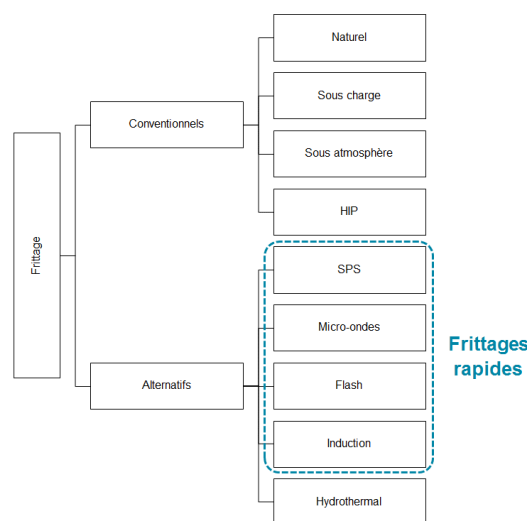 Naturel
Sous charge
Conventionnels
Sous atmosphère
HIP
Frittage
SPS
Micro-ondes
Frittages
rapides
Alternatifs
Flash
Induction
Hydrothermal